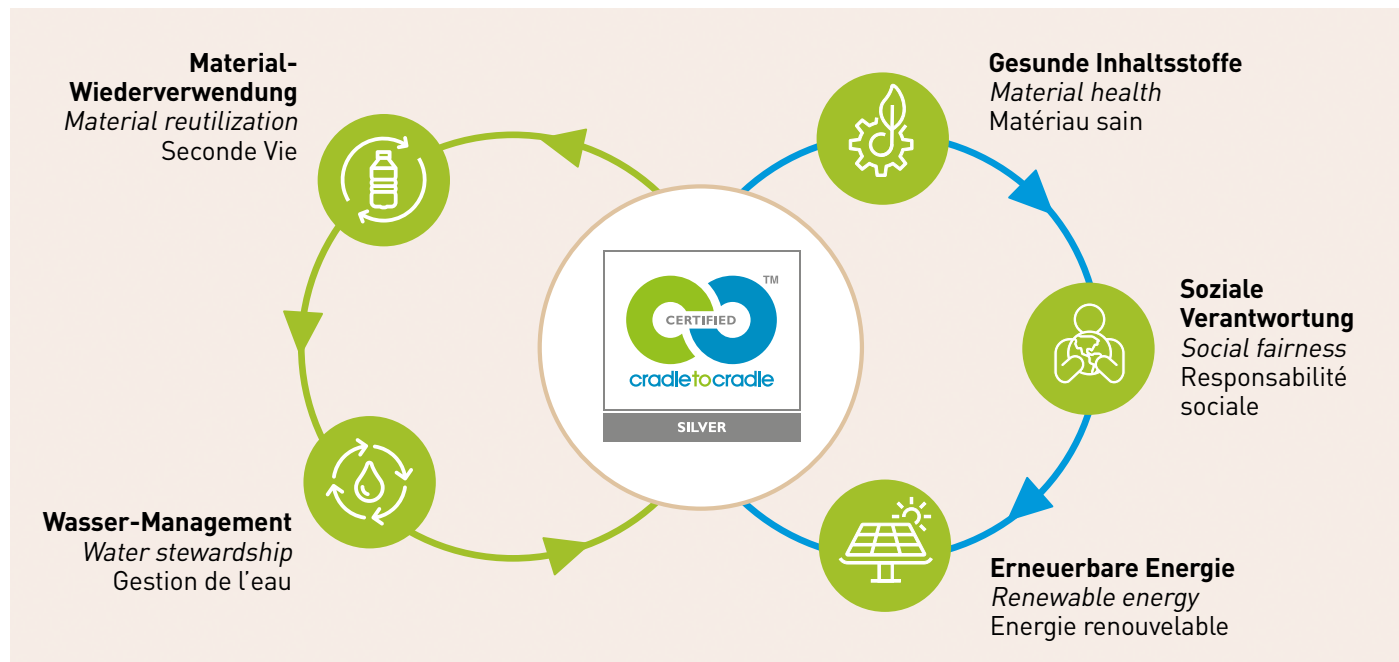 Material-
Wiederverwendung
Material reutilization
Seconde Vie
Gesunde Inhaltsstoffe
Material health
Matériau sain
TM
CERTIFIED
cradletocradle
SILVER
Soziale
Verantwortung
Social fairness
Responsabilité
sociale
Wasser-Management
Water stewardship
Gestion de l'eau
Erneuerbare Energie
Renewable energy
Energie renouvelable